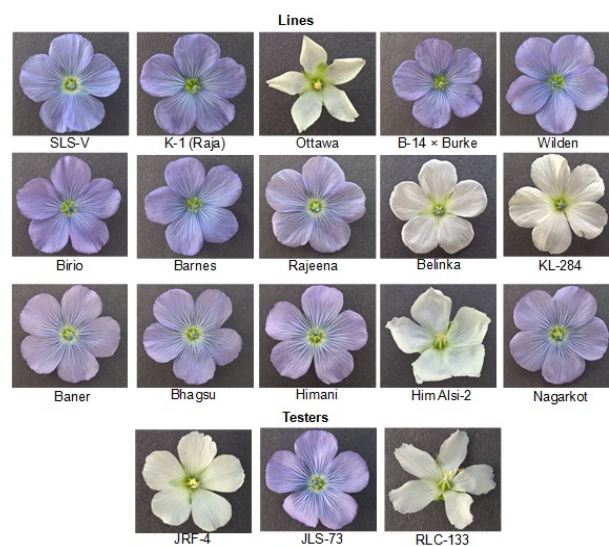 Lines
SLS-V K-1 (Raja) Ottawa B-14 × Burke Wilden
Birio Barnes Rajeena Belinka KL-284
Baner Bhagsu Himani Him Alsi-2 Nagarkot
Testers
JRF-4 JLS-73 RLC-133